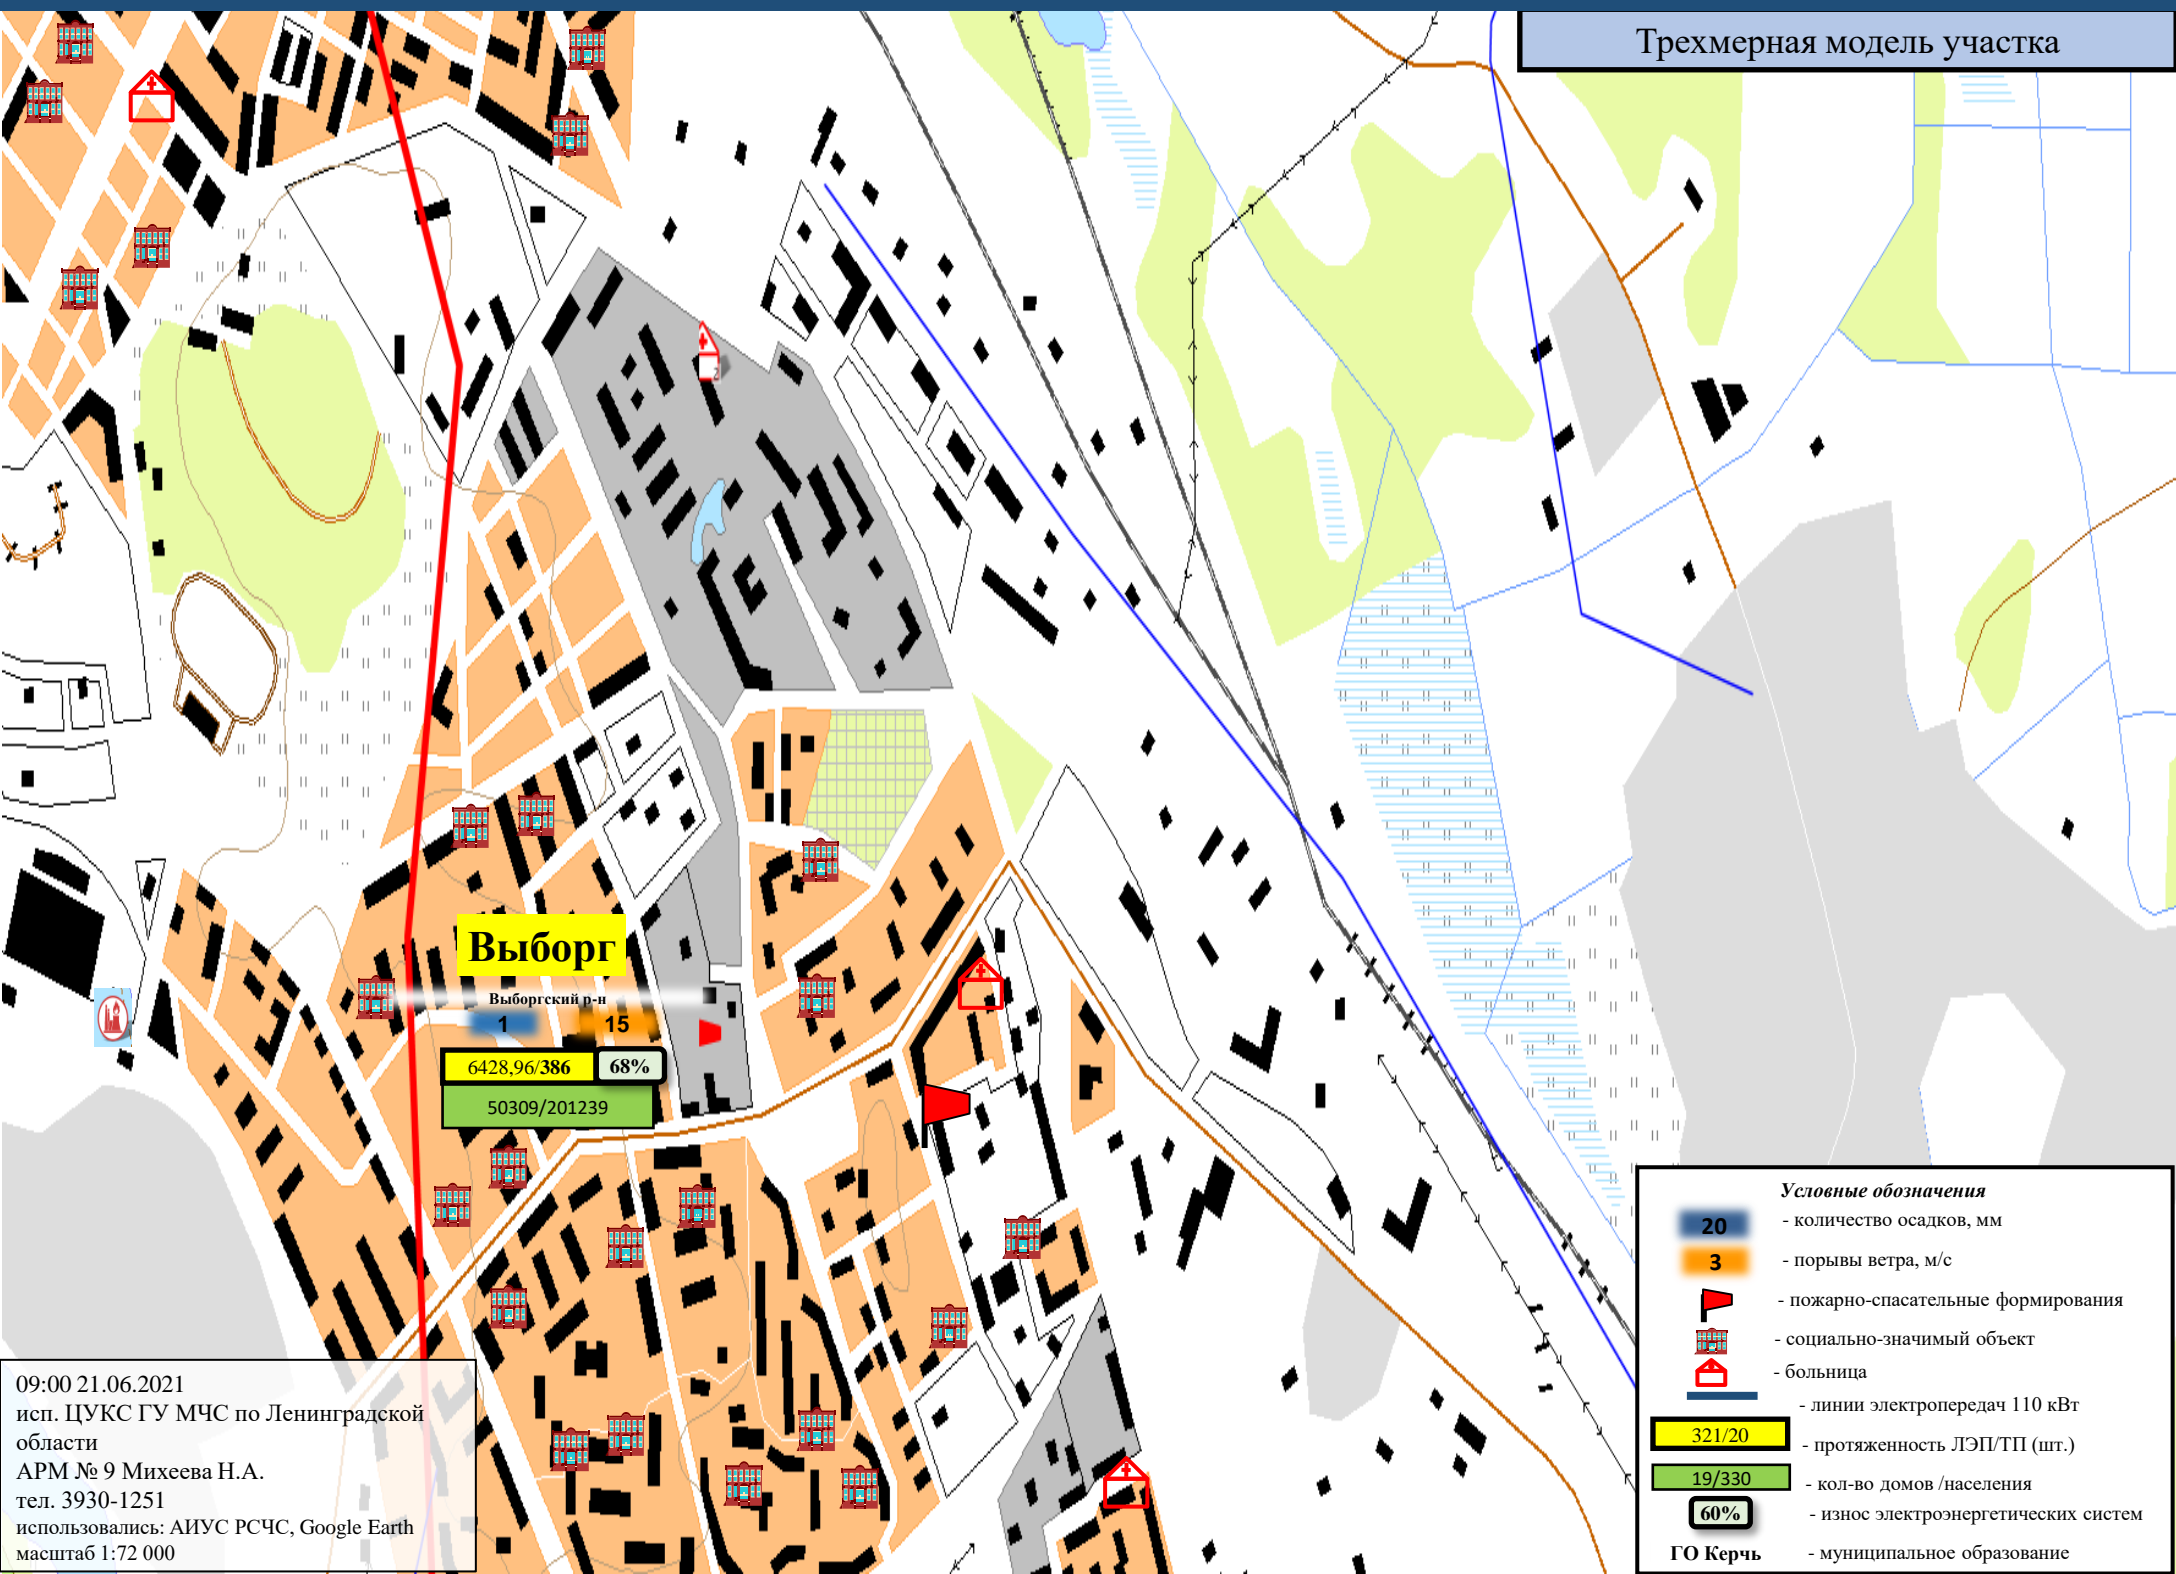 Трехмерная модель участка
2
Выборг
Выборгский р-н
1
15
6428,96/386
68%
50309/201239
09:00 21.06.2021
исп. ЦУКС ГУ МЧС по Ленинградской
области
АРМ № 9 Михеева Н.А.
тел. 3930-1251
использовались: АИУС РСЧС, Google Earth
масштаб 1:72 000
Условные обозначения
20 - количество осадков, мм
3 - порывы ветра, м/с
- пожарно-спасательные формирования
- социально-значимый объект
- больница
- линии электропередач 110 кВт
321/20 - протяженность ЛЭП/ТП (шт.)
19/330 - кол-во домов /населения
60% - износ электроэнергетических систем
ГО Керчь - муниципальное образование